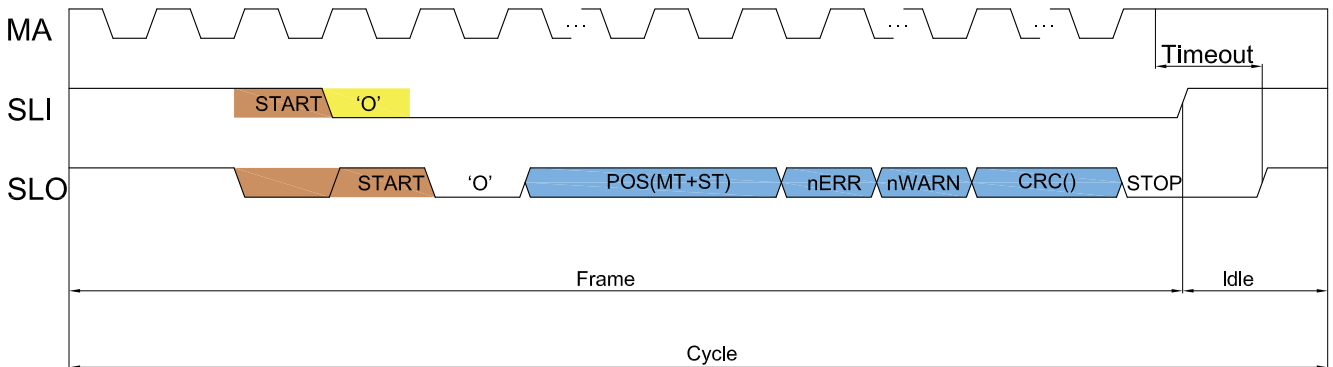 MA ... ... ...
Timeout
SLI START ‘O’
SLO START ‘O’ POS(MT+ST) nERR nWARN CRC() STOP
Frame Idle
Cycle